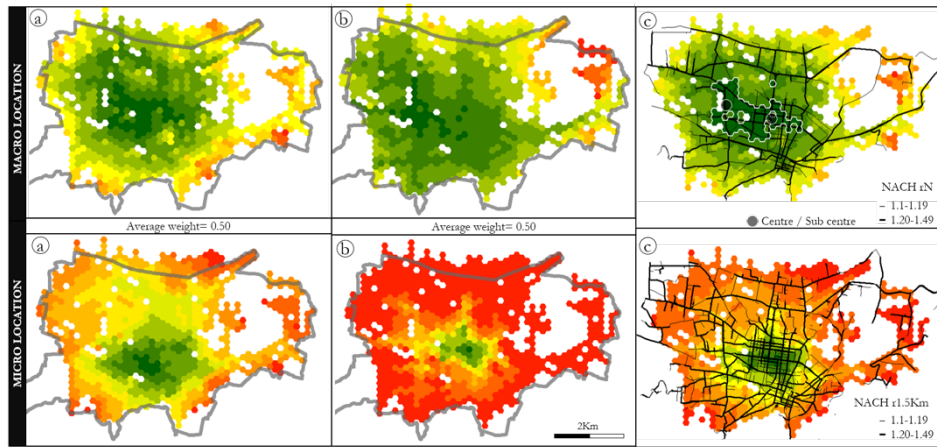 MACRO LOCATION
a
b
c
NACH rN
1.1-1.19
1.20-1.49
Centre / Sub centre
Average weight= 0.50
Average weight= 0.50
MICRO LOCATION
a
b
c
2Km
NACH r1.5Km
1.1-1.19
1.20-1.49